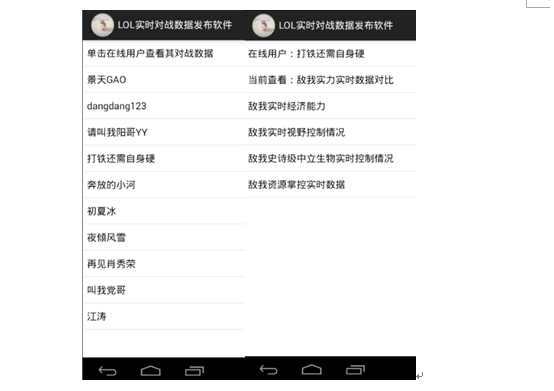 LOL实时对战数据发布软件
单击在线用户查看其对战数据
景天GAO
dangdang123
请叫我阳哥YY
打铁还需自身硬
奔放的小河
初夏冰
夜倾风雪
再见肖秀荣
叫我党哥
江涛
LOL实时对战数据发布软件
在线用户：打铁还需自身硬
当前查看：敌我实力实时数据对比
敌我实时经济能力
敌我实时视野控制情况
敌我史诗级中立生物实时控制情况
敌我资源掌控实时数据